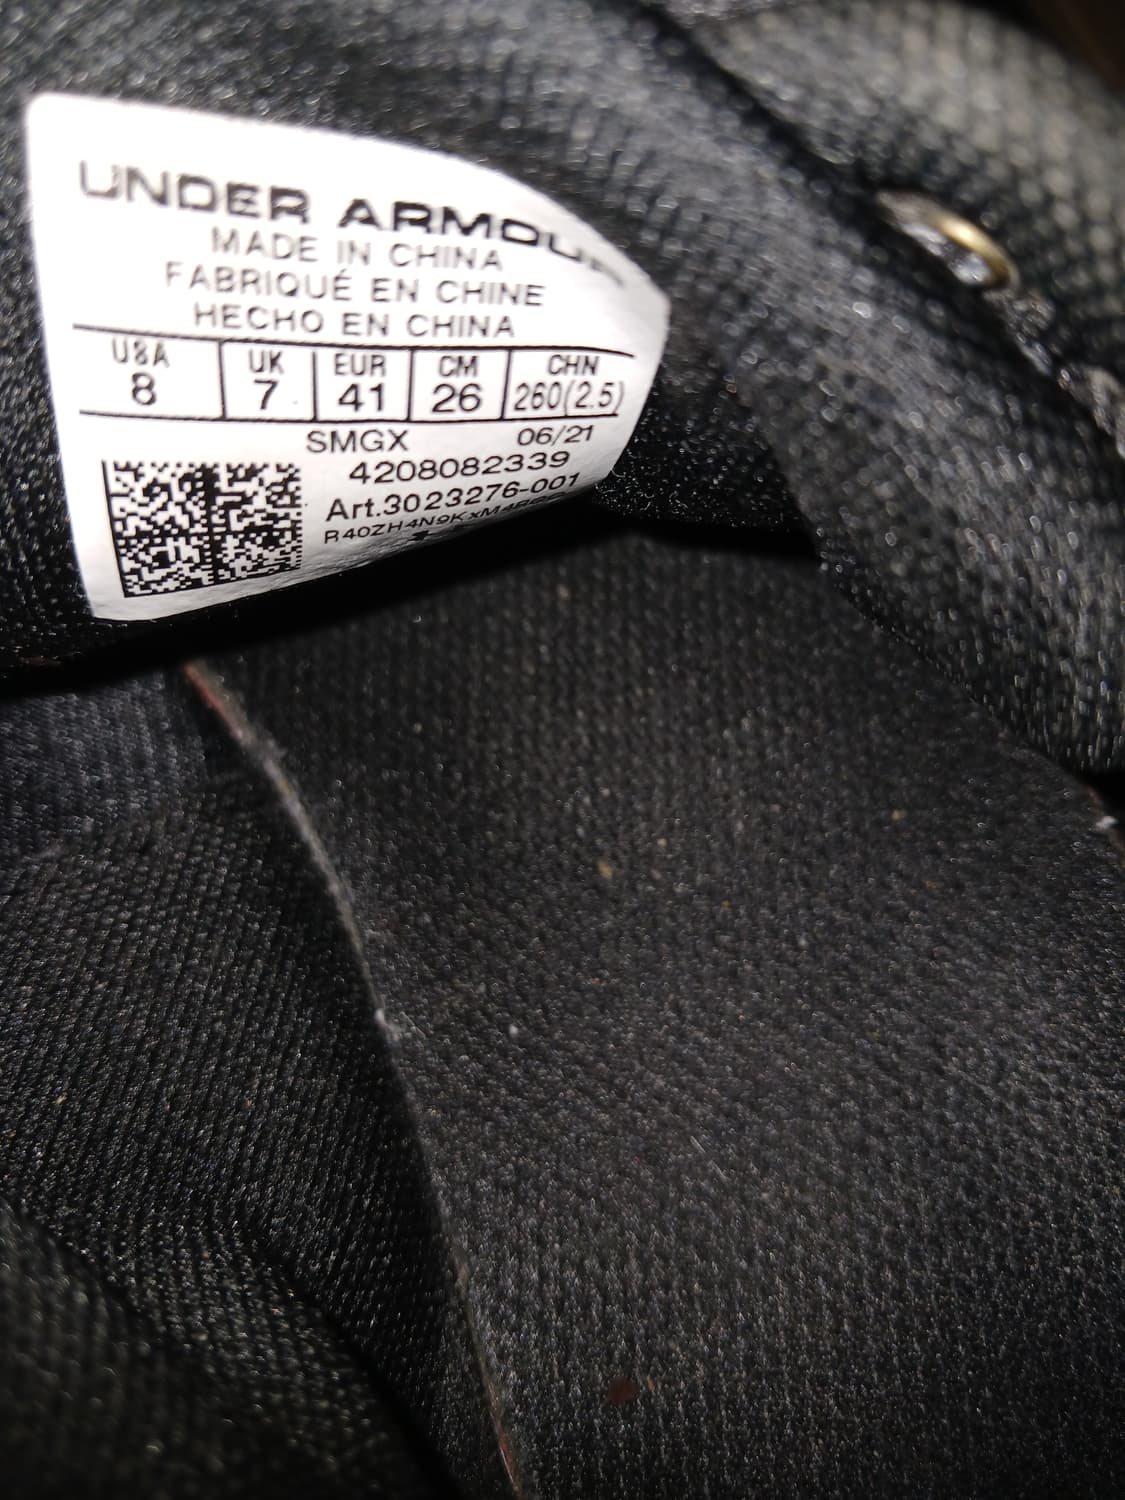 UNDER ARMOUR
MADE IN CHINA
FABRIQUÉ EN CHINE
HECHO EN CHINA
USA UK EUR CM CHN
8 7 41 26 260(2.5)
SMGX 06/21
4208082339
Art.3023276-001